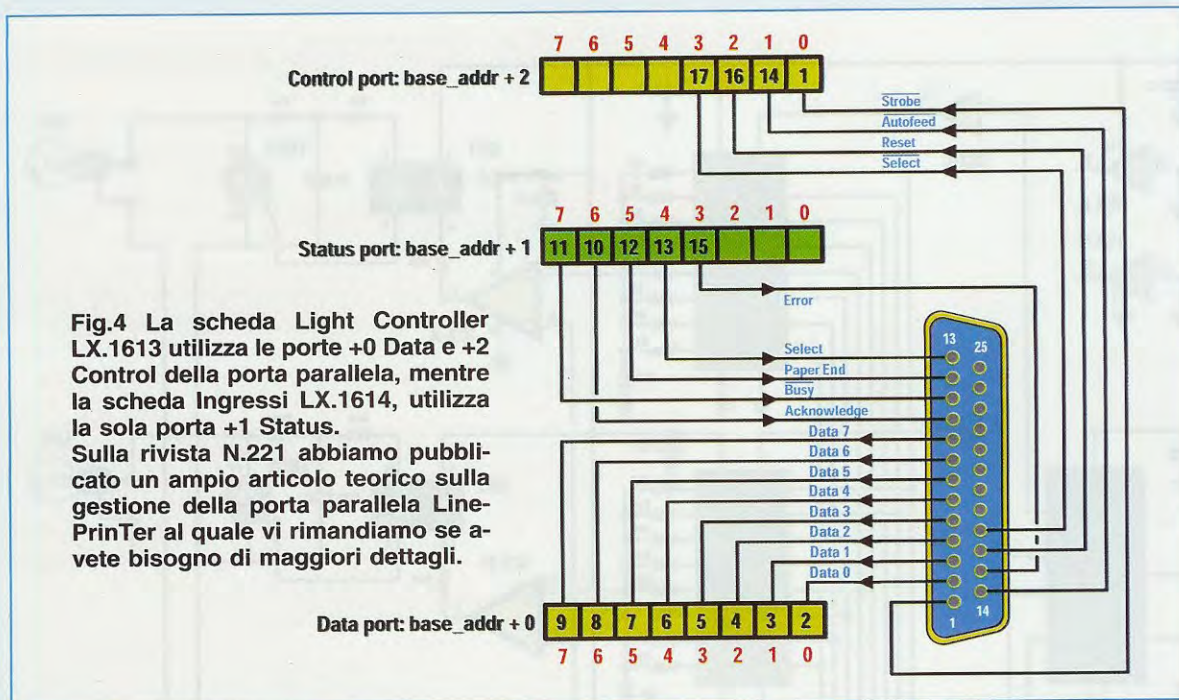 7 6 5 4 3 2 1 0
Control port: base_addr + 2
17 16 14 1
Strobe
Autofeed
Reset
Select
7 6 5 4 3 2 1 0
Status port: base_addr + 1
11 10 12 13 15
Error
Fig.4 La scheda Light Controller
LX.1613 utilizza le porte +0 Data e +2
Control della porta parallela, mentre
la scheda Ingressi LX.1614, utilizza
la sola porta +1 Status.
Sulla rivista N.221 abbiamo pubbli-
cato un ampio articolo teorico sulla
gestione della porta parallela Line-
PrinTer al quale vi rimandiamo se a-
vete bisogno di maggiori dettagli.
13
25
Select
Paper End
Busy
Acknowledge
Data 7
Data 6
Data 5
Data 4
Data 3
Data 2
Data 1
Data 0
1
14
Data port: base_addr + 0
9 8 7 6 5 4 3 2
7 6 5 4 3 2 1 0